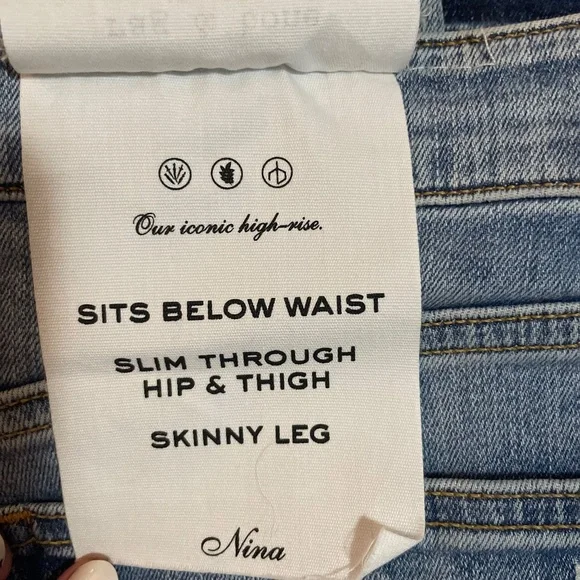 Our iconic high-rise.
SITS BELOW WAIST
SLIM THROUGH
HIP & THIGH
SKINNY LEG
Nina